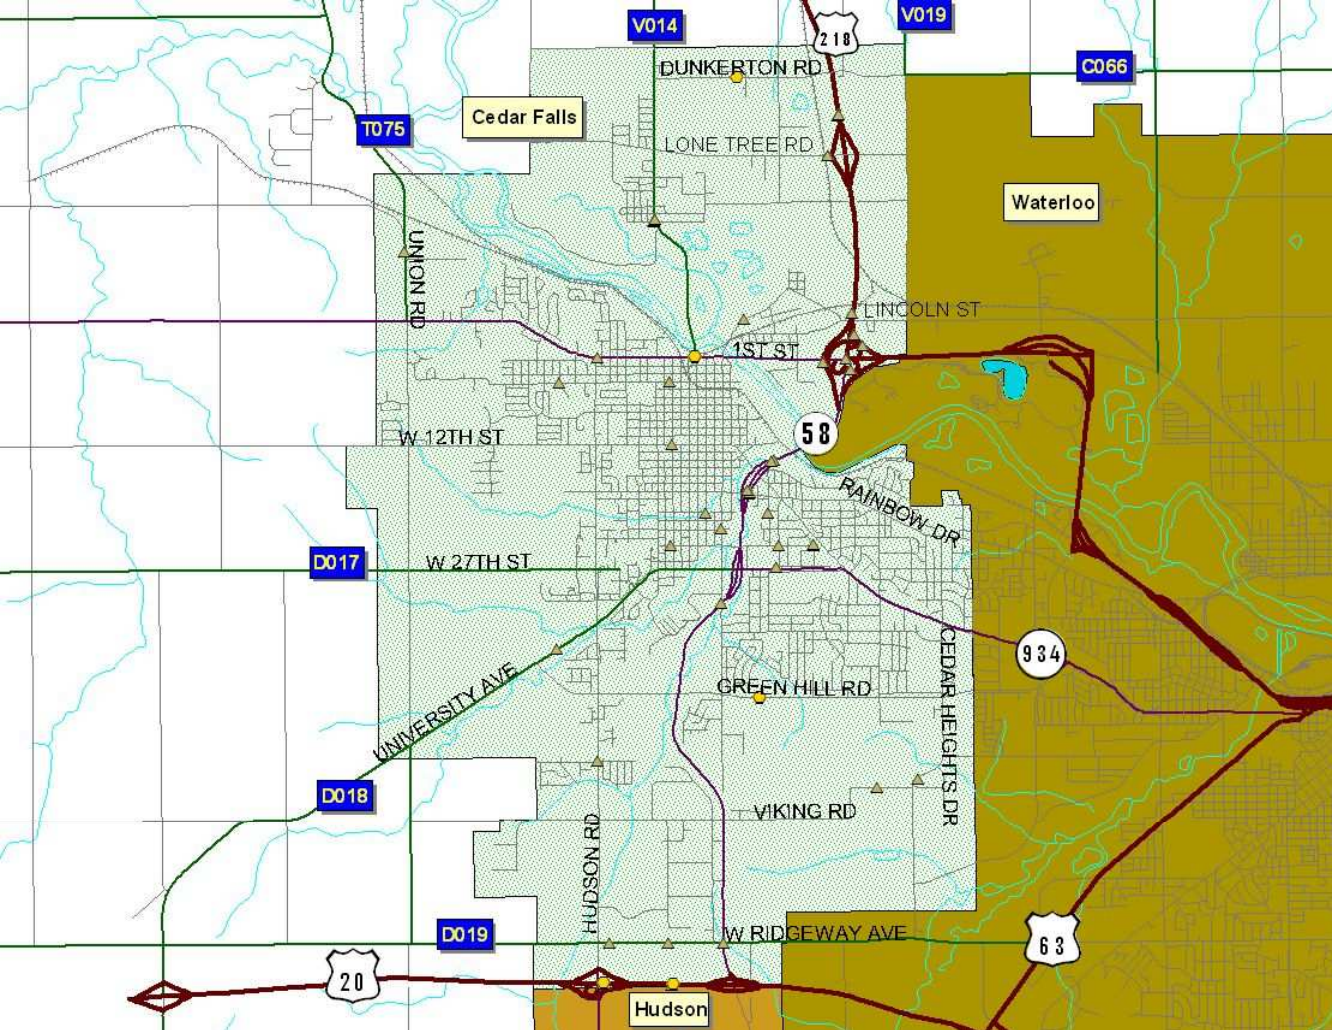 V014
V019
218
DUNKERTON RD
C066
Cedar Falls
T075
LONE TREE RD
Waterloo
UNION RD
LINCOLN ST
1ST ST
58
W 12TH ST
RAINBOW DR
D017
W 27TH ST
934
CEDAR HEIGHTS DR
UNIVERSITY AVE
GREEN HILL RD
D018
VIKING RD
HUDSON RD
D019
W RIDGEWAY AVE
63
20
Hudson